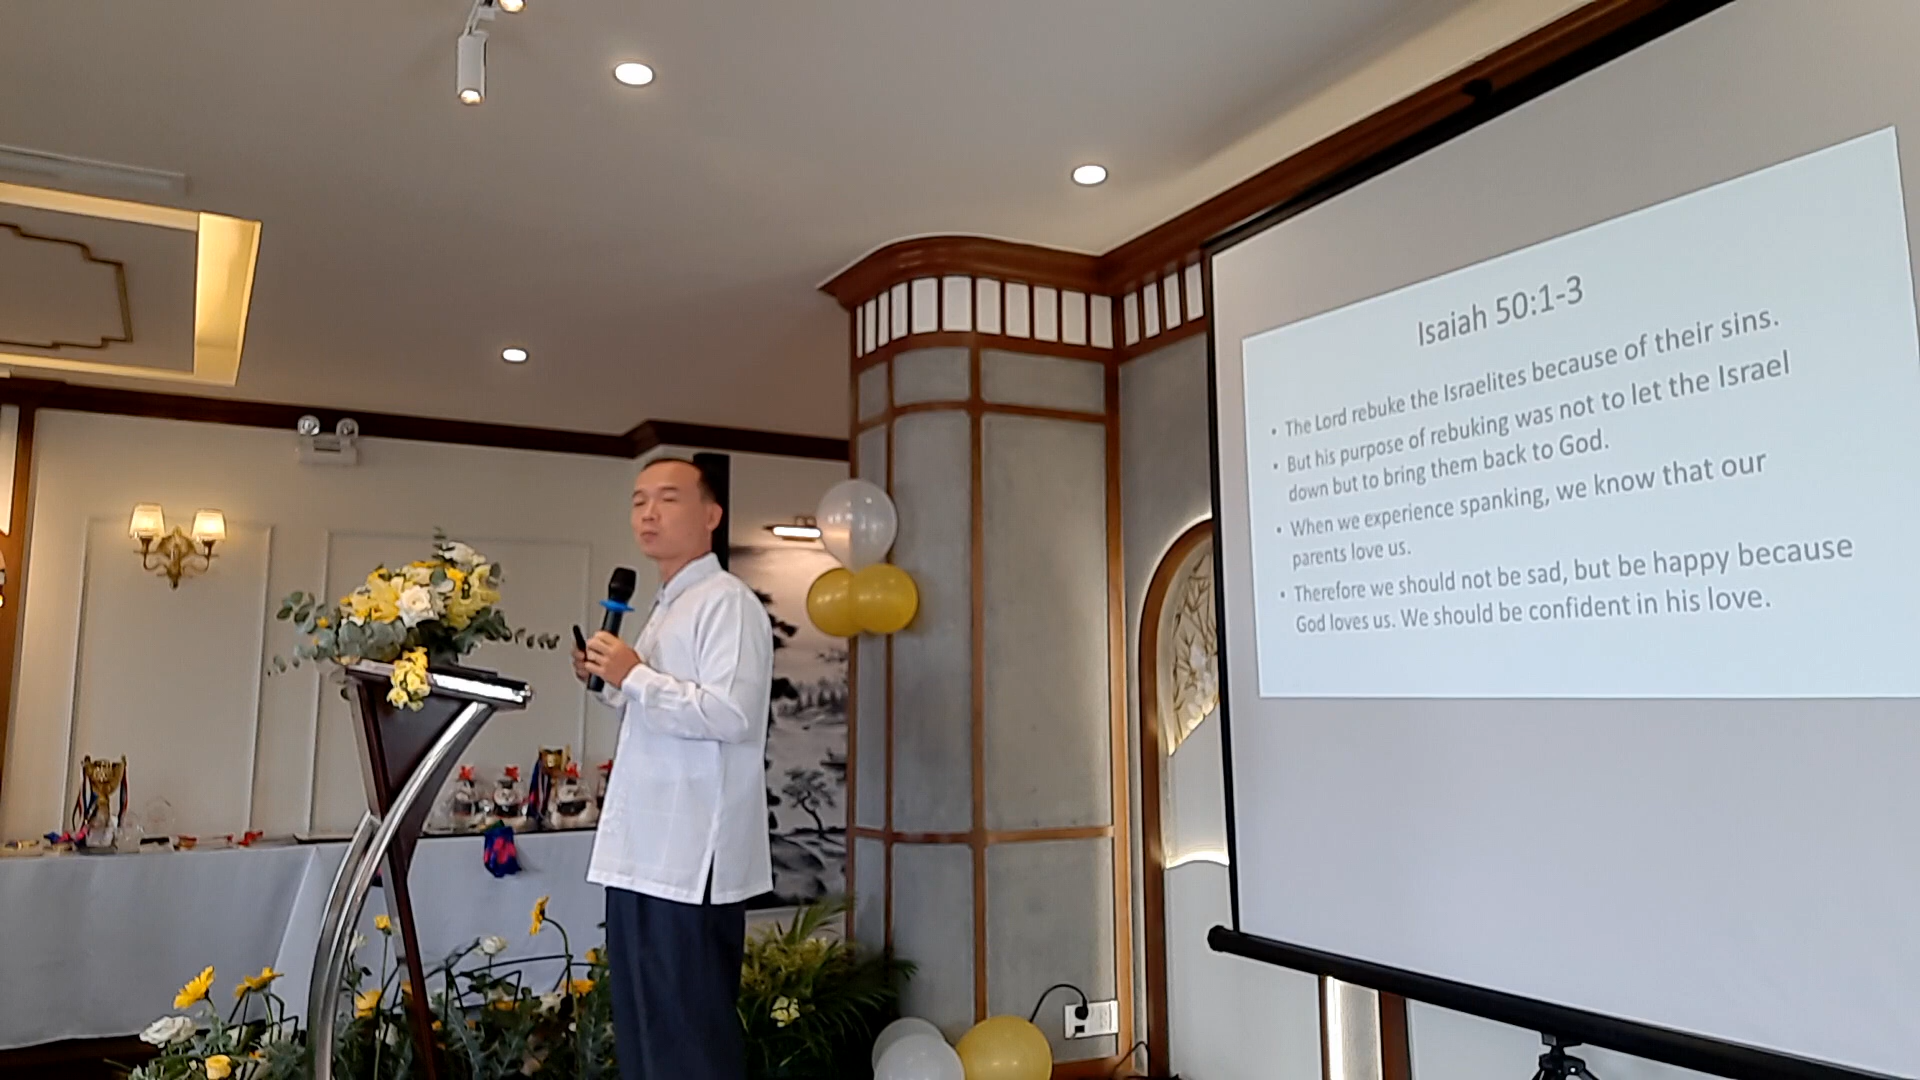 Isaiah 50:1-3
• The Lord rebuke the Israelites because of their sins.
• But his purpose of rebuking was not to let the Israel
down but to bring them back to God.
• When we experience spanking, we know that our
parents love us.
• Therefore we should not be sad, but be happy because
God loves us. We should be confident in his love.